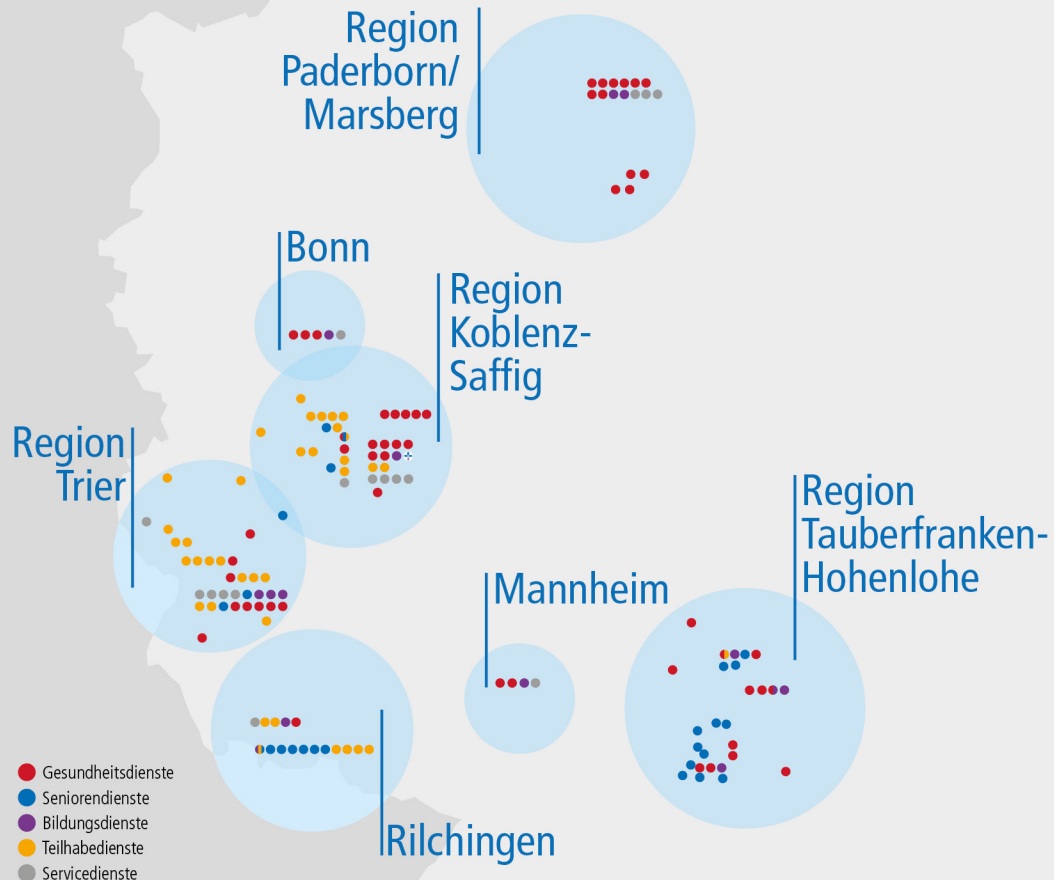 Region
Paderborn/
Marsberg
Bonn
Region
Koblenz-
Saffig
Region
Trier
Region
Tauberfranken-
Hohenlohe
Mannheim
Rilchingen
Gesundheitsdienste
Seniorendienste
Bildungsdienste
Teilhabedienste
Servicedienste